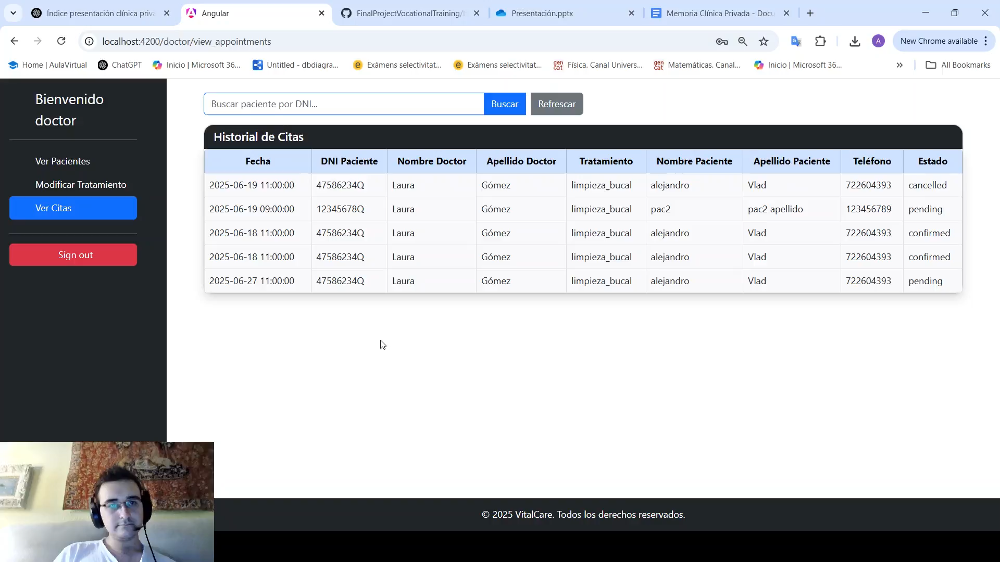 Índice presentación clínica priva
Angular
FinalProjectVocationalTraining/
Presentación.pptx
Memoria Clínica Privada - Docu
localhost:4200/doctor/view_appointments
A
New Chrome available
Home | AulaVirtual
ChatGPT
Inicio | Microsoft 36...
Untitled - dbdiagra...
Exàmens selectivitat...
Exàmens selectivitat...
gen cat
Física. Canal Univers...
gen cat
Matemáticas. Canal...
Inicio | Microsoft 36...
All Bookmarks
Bienvenido
doctor
Ver Pacientes
Modificar Tratamiento
Ver Citas
Sign out
Buscar paciente por DNI... Buscar Refrescar
Historial de Citas
Fecha DNI Paciente Nombre Doctor Apellido Doctor Tratamiento Nombre Paciente Apellido Paciente Teléfono Estado
2025-06-19 11:00:00 47586234Q Laura Gómez limpieza_bucal alejandro Vlad 722604393 cancelled
2025-06-19 09:00:00 12345678Q Laura Gómez limpieza_bucal pac2 pac2 apellido 123456789 pending
2025-06-18 11:00:00 47586234Q Laura Gómez limpieza_bucal alejandro Vlad 722604393 confirmed
2025-06-18 11:00:00 47586234Q Laura Gómez limpieza_bucal alejandro Vlad 722604393 confirmed
2025-06-27 11:00:00 47586234Q Laura Gómez limpieza_bucal alejandro Vlad 722604393 pending
© 2025 VitalCare. Todos los derechos reservados.